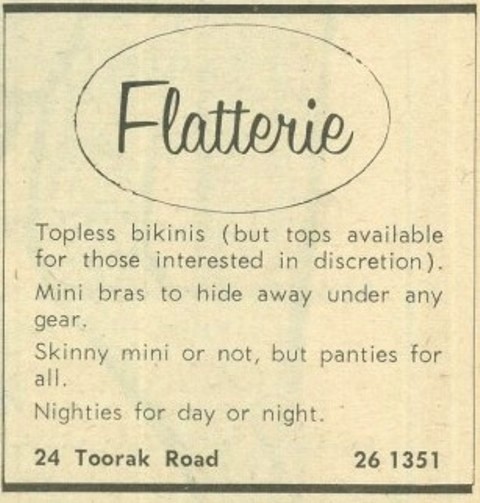 Flatterie
Topless bikinis (but tops available
for those interested in discretion).
Mini bras to hide away under any
gear.
Skinny mini or not, but panties for
all.
Nighties for day or night.
24 Toorak Road 26 1351